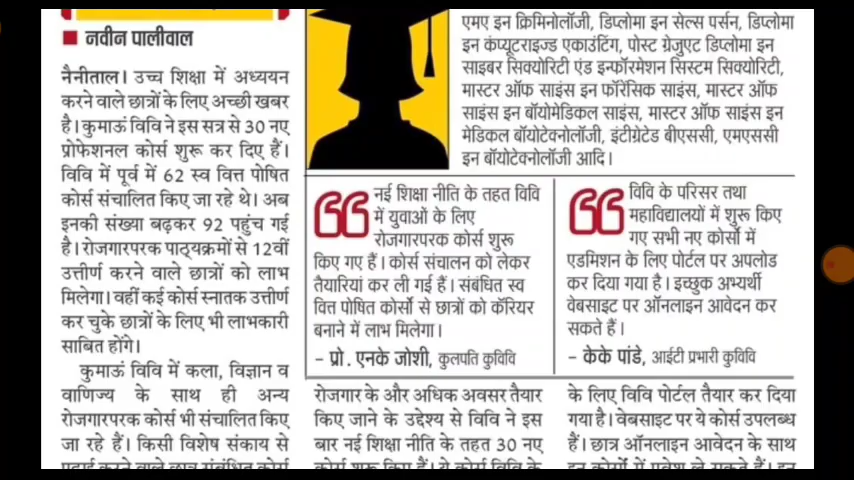 नवीन पालीवाल
नैनीताल। उच्च शिक्षा में अध्ययन
करने वाले छात्रों के लिए अच्छी खबर
है। कुमाऊं विवि ने इस सत्र से 30 नए
प्रोफेशनल कोर्स शुरू कर दिए हैं।
विवि में पूर्व में 62 स्व वित्त पोषित
कोर्स संचालित किए जा रहे थे। अब
इनकी संख्या बढ़कर 92 पहुंच गई
है। रोजगारपरक पाठ्यक्रमों से 12वीं
उत्तीर्ण करने वाले छात्रों को लाभ
मिलेगा। वहीं कई कोर्स स्नातक उत्तीर्ण
कर चुके छात्रों के लिए भी लाभकारी
साबित होंगे।
कुमाऊं विवि में कला, विज्ञान व
वाणिज्य के साथ ही अन्य
रोजगारपरक कोर्स भी संचालित किए
जा रहे हैं। किसी विशेष संकाय से
पढ़ाई करने वाले छात्र संबंधित कोर्स
एमए इन क्रिमिनोलॉजी, डिप्लोमा इन सेल्स पर्सन, डिप्लोमा
इन कंप्यूटराइज्ड एकाउंटिंग, पोस्ट ग्रेजुएट डिप्लोमा इन
साइबर सिक्योरिटी एंड इन्फॉरमेशन सिस्टम सिक्योरिटी,
मास्टर ऑफ साइंस इन फॉरेंसिक साइंस, मास्टर ऑफ
साइंस इन बॉयोमेडिकल साइंस, मास्टर ऑफ साइंस इन
मेडिकल बॉयोटेक्नोलॉजी, इंटीग्रेटेड बीएससी, एमएससी
इन बॉयोटेक्नोलॉजी आदि।
नई शिक्षा नीति के तहत विवि
में युवाओं के लिए
रोजगारपरक कोर्स शुरू
किए गए हैं। कोर्स संचालन को लेकर
तैयारियां कर ली गई हैं। संबंधित स्व
वित्त पोषित कोर्सों से छात्रों को कॅरियर
बनाने में लाभ मिलेगा।
– प्रो. एनके जोशी, कुलपति कुविवि
विवि के परिसर तथा
महाविद्यालयों में शुरू किए
गए सभी नए कोर्सों में
एडमिशन के लिए पोर्टल पर अपलोड
कर दिया गया है। इच्छुक अभ्यर्थी
वेबसाइट पर ऑनलाइन आवेदन कर
सकते हैं।
– केके पांडे, आईटी प्रभारी कुविवि
रोजगार के और अधिक अवसर तैयार
किए जाने के उद्देश्य से विवि ने इस
बार नई शिक्षा नीति के तहत 30 नए
कोर्स शुरू किए हैं। ये कोर्स विवि के
के लिए विवि पोर्टल तैयार कर दिया
गया है। वेबसाइट पर ये कोर्स उपलब्ध
हैं। छात्र ऑनलाइन आवेदन के साथ
इन कोर्सों में प्रवेश ले सकते हैं। इन